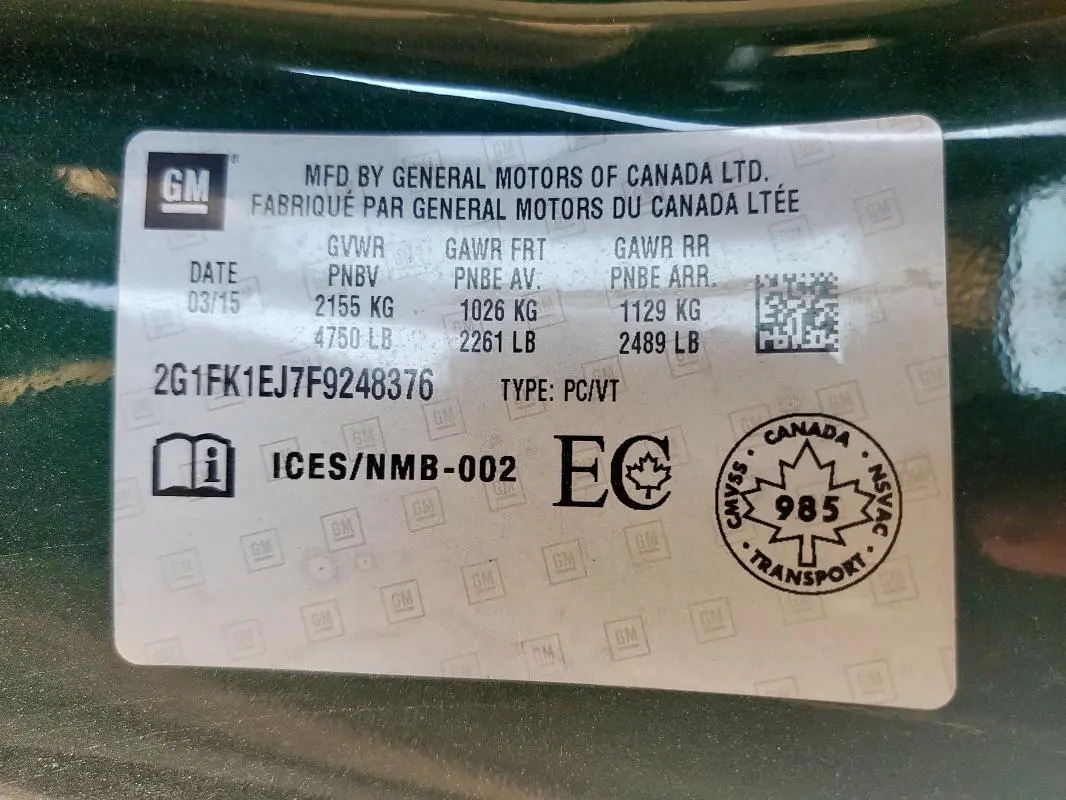 GM
MFD BY GENERAL MOTORS OF CANADA LTD.
FABRIQUÉ PAR GENERAL MOTORS DU CANADA LTÉE
DATE
03/15
GVWR
PNBV
2155 KG
4750 LB
GAWR FRT
PNBE AV.
1026 KG
2261 LB
GAWR RR
PNBE ARR.
1129 KG
2489 LB
2G1FK1EJ7F9248376 TYPE: PC/VT
i ICES/NMB-002 EC
CANADA
CMVSS · NSVAC
985
TRANSPORT